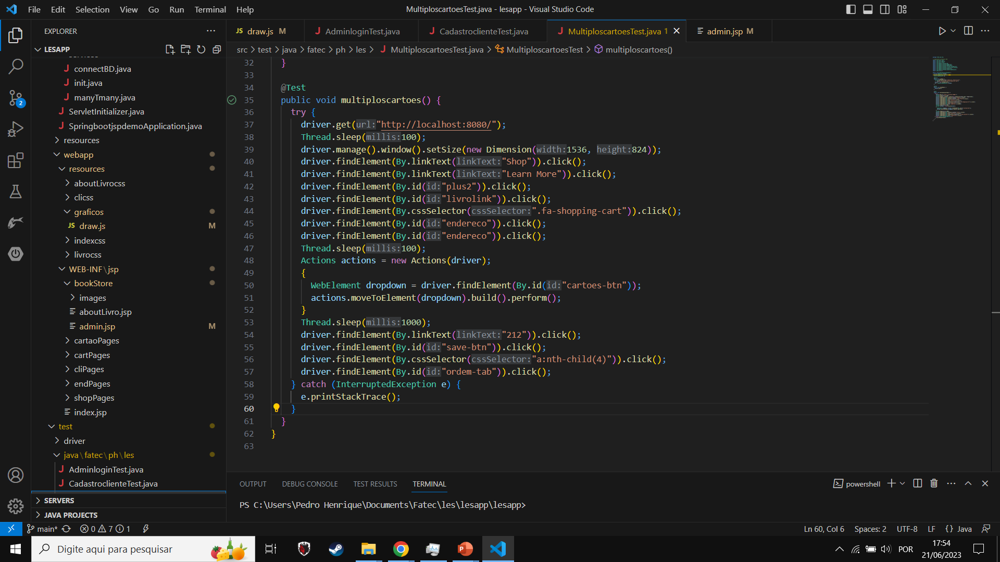 File Edit Selection View Go Run Terminal Help
MultiploscartoesTest.java - lesapp - Visual Studio Code
EXPLORER
LESAPP
connectBD.java
init.java
manyTmany.java
ServletInitializer.java
SpringbootjspdemoApplication.java
resources
webapp
resources
aboutLivrocss
clicss
graficos
JS draw.js M
indexcss
livrocss
WEB-INF\jsp
bookStore
images
aboutLivro.jsp
admin.jsp M
cartaoPages
cartPages
cliPages
endPages
shopPages
index.jsp
test
driver
java\fatec\ph\les
AdminloginTest.java
CadastroclienteTest.java
SERVERS
JAVA PROJECTS
JS draw.js M
AdminloginTest.java
CadastroclienteTest.java
MultiploscartoesTest.java 1
admin.jsp M
src > test > java > fatec > ph > les > MultiploscartoesTest.java > MultiploscartoesTest > multiploscartoes()
32 }
33
34 @Test
35 public void multiploscartoes() {
36 try {
37 driver.get(url:"http://localhost:8080/");
38 Thread.sleep(millis:100);
39 driver.manage().window().setSize(new Dimension(width:1536, height:824));
40 driver.findElement(By.linkText(linkText:"Shop")).click();
41 driver.findElement(By.linkText(linkText:"Learn More")).click();
42 driver.findElement(By.id(id:"plus2")).click();
43 driver.findElement(By.id(id:"livrolink")).click();
44 driver.findElement(By.cssSelector(cssSelector:".fa-shopping-cart")).click();
45 driver.findElement(By.id(id:"endereco")).click();
46 driver.findElement(By.id(id:"endereco")).click();
47 Thread.sleep(millis:100);
48 Actions actions = new Actions(driver);
49 {
50 WebElement dropdown = driver.findElement(By.id(id:"cartoes-btn"));
51 actions.moveToElement(dropdown).build().perform();
52 }
53 Thread.sleep(millis:1000);
54 driver.findElement(By.linkText(linkText:"212")).click();
55 driver.findElement(By.id(id:"save-btn")).click();
56 driver.findElement(By.cssSelector(cssSelector:"a:nth-child(4)")).click();
57 driver.findElement(By.id(id:"ordem-tab")).click();
58 } catch (InterruptedException e) {
59 e.printStackTrace();
60 }
61 }
62 }
63
OUTPUT DEBUG CONSOLE TEST RESULTS TERMINAL
powershell
PS C:\Users\Pedro Henrique\Documents\Fatec\les\lesapp\lesapp>
2
main* 0 7 1
Ln 60, Col 6 Spaces: 2 UTF-8 LF {} Java
Digite aqui para pesquisar
POR
17:54
21/06/2023